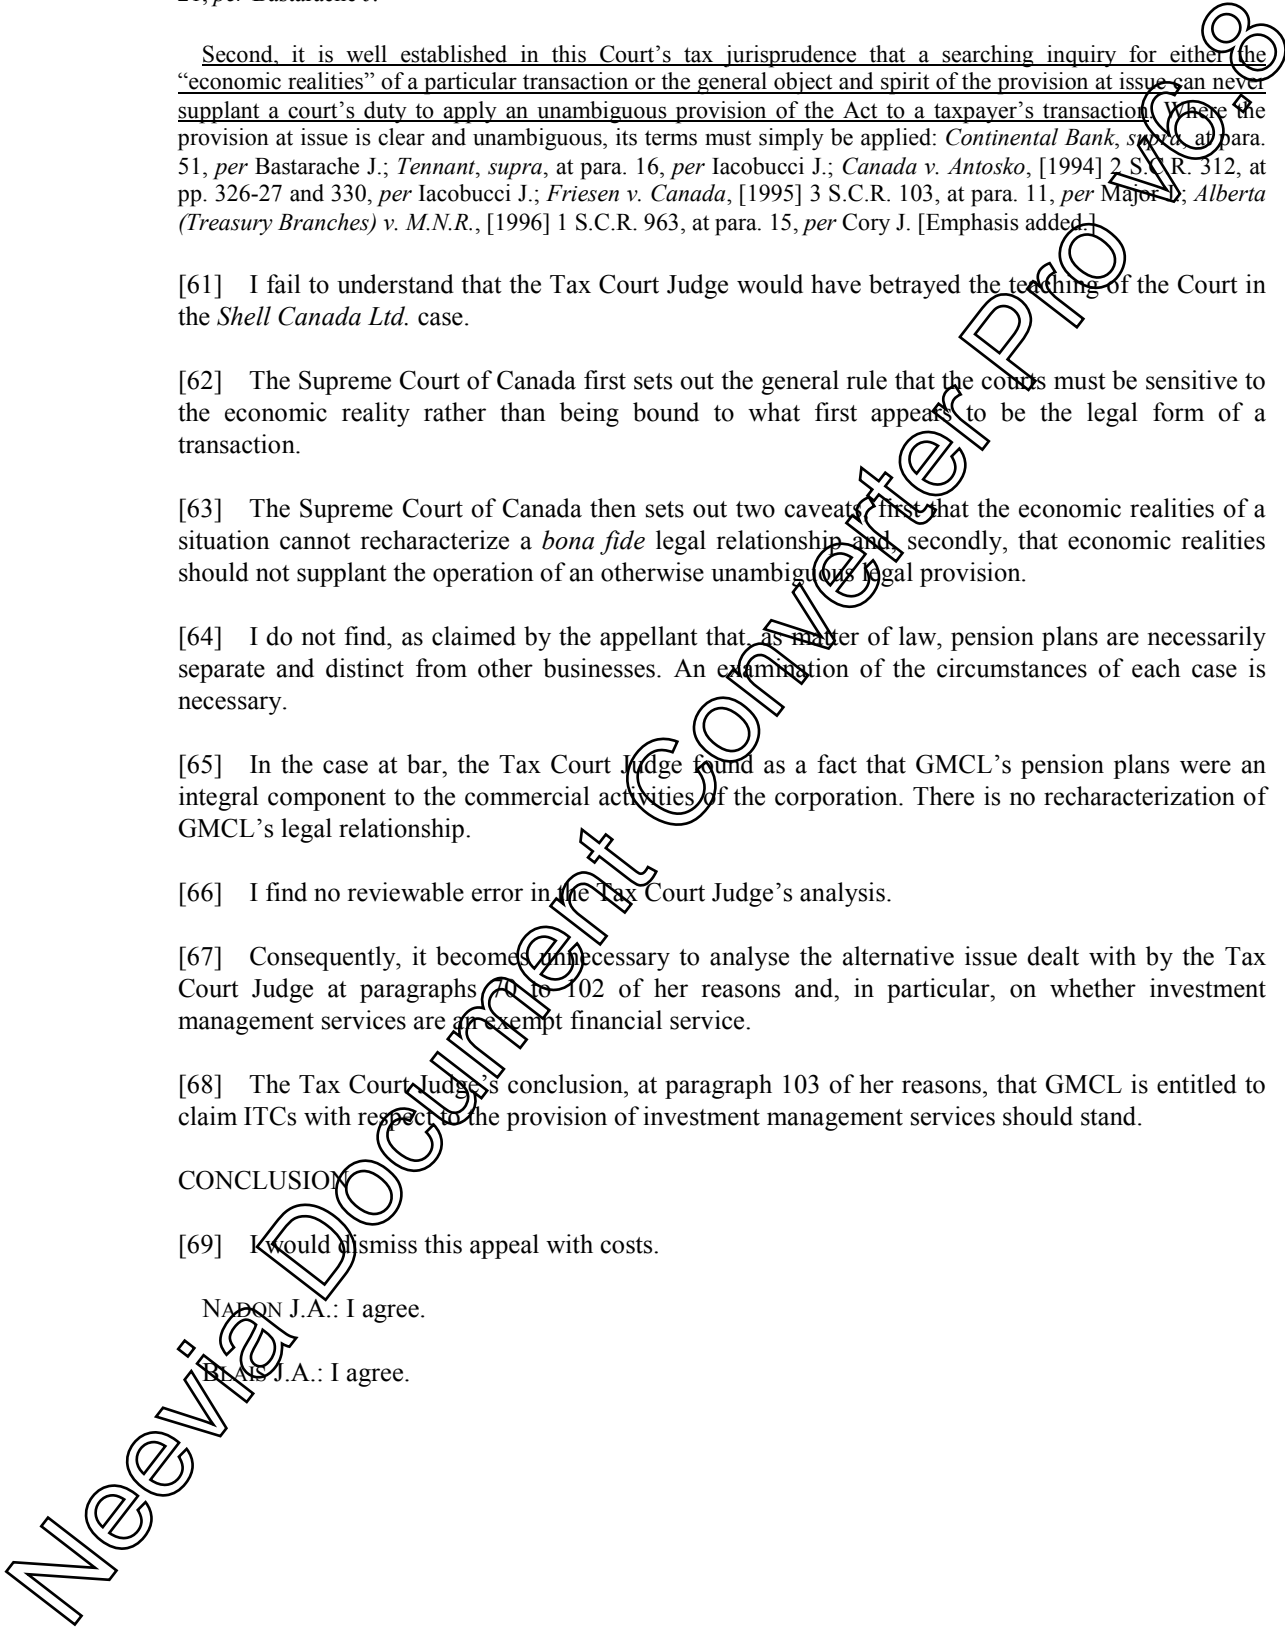 21, per Bastarache J.
Second, it is well established in this Court's tax jurisprudence that a searching inquiry for either the
"economic realities" of a particular transaction or the general object and spirit of the provision at issue can never
supplant a court's duty to apply an unambiguous provision of the Act to a taxpayer's transaction. Where the
provision at issue is clear and unambiguous, its terms must simply be applied: Continental Bank, supra, at para.
51, per Bastarache J.; Tennant, supra, at para. 16, per Iacobucci J.; Canada v. Antosko, [1994] 2 S.C.R. 312, at
pp. 326-27 and 330, per Iacobucci J.; Friesen v. Canada, [1995] 3 S.C.R. 103, at para. 11, per Major J.; Alberta
(Treasury Branches) v. M.N.R., [1996] 1 S.C.R. 963, at para. 15, per Cory J. [Emphasis added.]
[61] I fail to understand that the Tax Court Judge would have betrayed the teaching of the Court in
the Shell Canada Ltd. case.
[62] The Supreme Court of Canada first sets out the general rule that the courts must be sensitive to
the economic reality rather than being bound to what first appears to be the legal form of a
transaction.
[63] The Supreme Court of Canada then sets out two caveats, first that the economic realities of a
situation cannot recharacterize a bona fide legal relationship and, secondly, that economic realities
should not supplant the operation of an otherwise unambiguous legal provision.
[64] I do not find, as claimed by the appellant that, as matter of law, pension plans are necessarily
separate and distinct from other businesses. An examination of the circumstances of each case is
necessary.
[65] In the case at bar, the Tax Court Judge found as a fact that GMCL's pension plans were an
integral component to the commercial activities of the corporation. There is no recharacterization of
GMCL's legal relationship.
[66] I find no reviewable error in the Tax Court Judge's analysis.
[67] Consequently, it becomes unnecessary to analyse the alternative issue dealt with by the Tax
Court Judge at paragraphs 70 to 102 of her reasons and, in particular, on whether investment
management services are an exempt financial service.
[68] The Tax Court Judge's conclusion, at paragraph 103 of her reasons, that GMCL is entitled to
claim ITCs with respect to the provision of investment management services should stand.
CONCLUSION
[69] I would dismiss this appeal with costs.
NADON J.A.: I agree.
BLAIS J.A.: I agree.
Neevia Document Converter Pro v6.8